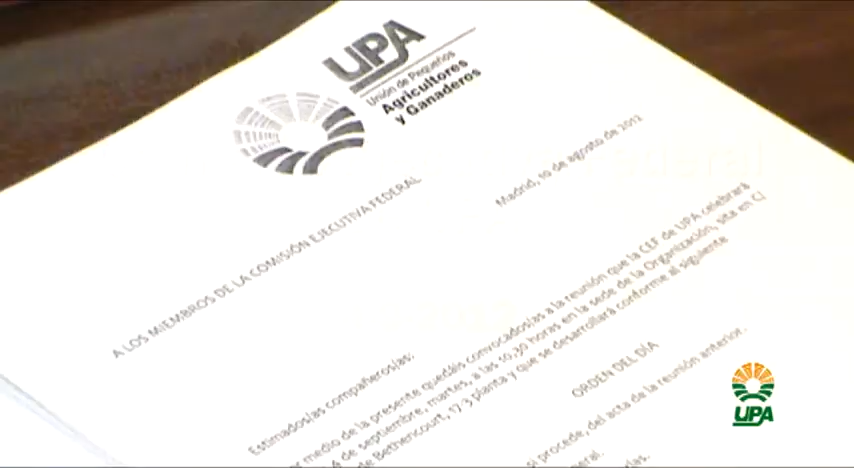 UPA
Unión de Pequeños
Agricultores
y Ganaderos
Madrid, 10 de agosto de 2012
A LOS MIEMBROS DE LA COMISIÓN EJECUTIVA FEDERAL
Estimados/as compañeros/as:
medio de la presente quedáis convocados/as a la reunión que la CEF de UPA celebrará
4 de septiembre, martes, a las 10,30 horas en la sede de la Organización, sita en C/
de Bethencourt, 17 3 planta y que se desarrollará conforme al siguiente
ORDEN DEL DÍA
si procede, del acta de la reunión anterior.
UPA